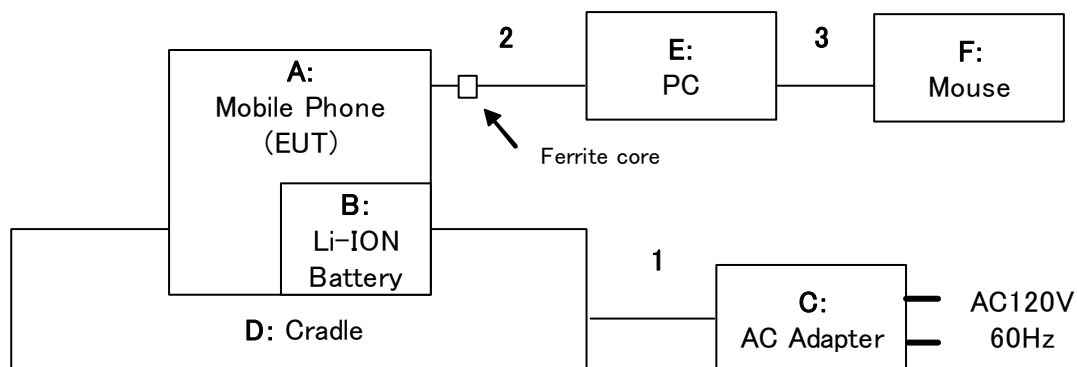 A:
Mobile Phone
(EUT)
2
E:
PC
3
F:
Mouse
Ferrite core
B:
Li-ION
Battery
D: Cradle
1
C:
AC Adapter
AC120V
60Hz